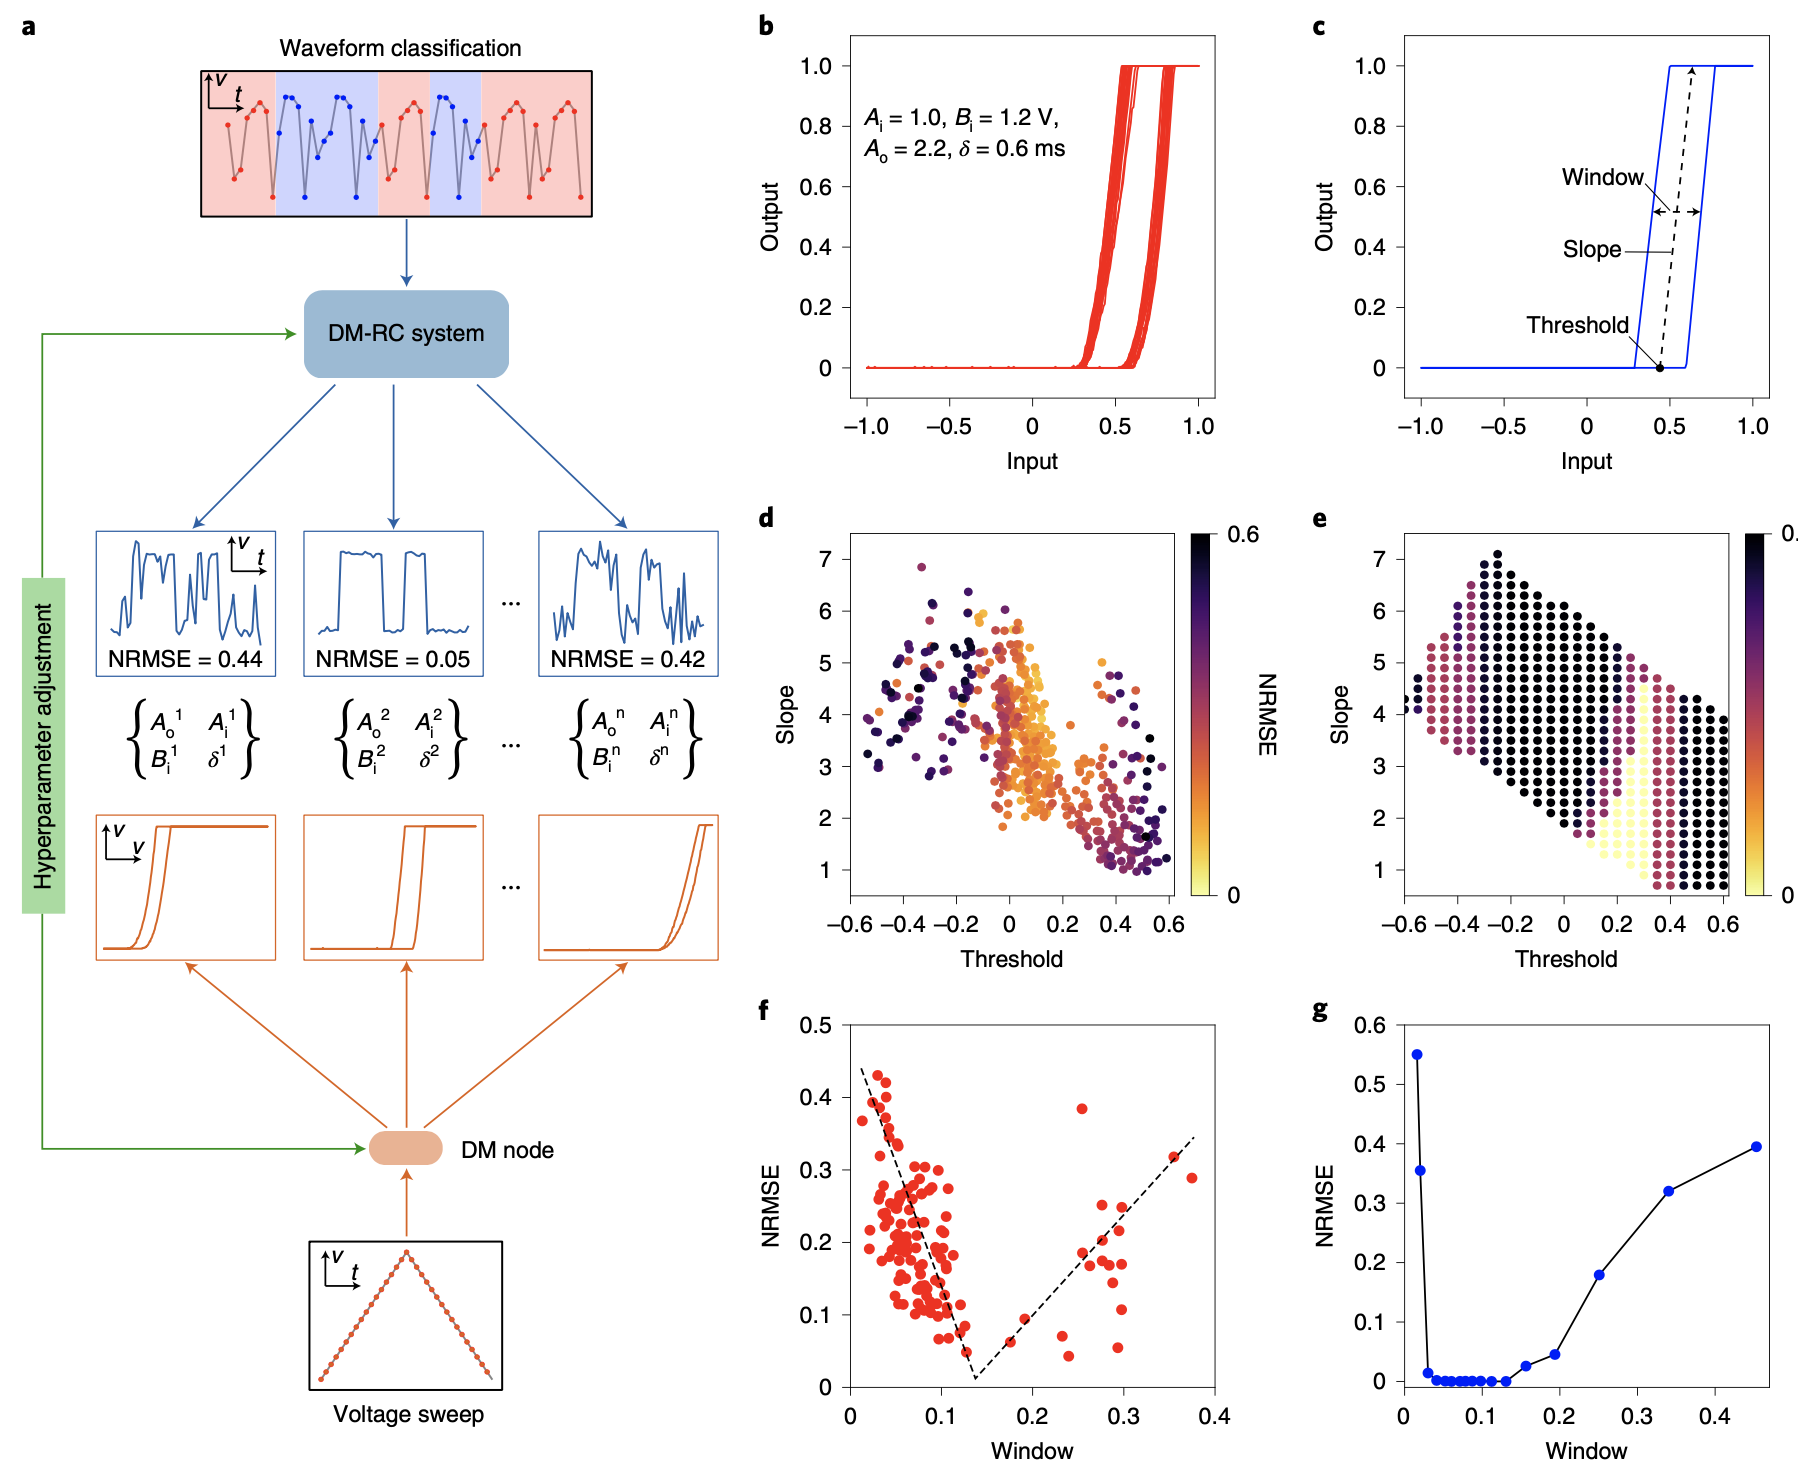 a
Waveform classification
v
t
DM-RC system
Hyperparameter adjustment
v
t
NRMSE = 0.44
NRMSE = 0.05
...
NRMSE = 0.42
{A_o^1 A_i^1
B_i^1 δ^1}
{A_o^2 A_i^2
B_i^2 δ^2}
...
{A_o^n A_i^n
B_i^n δ^n}
v
v
...
DM node
v
t
Voltage sweep
b
1.0
0.8
0.6
0.4
0.2
0
Output
A_i = 1.0, B_i = 1.2 V,
A_o = 2.2, δ = 0.6 ms
–1.0 –0.5 0 0.5 1.0
Input
c
1.0
0.8
0.6
0.4
0.2
0
Output
Window
Slope
Threshold
–1.0 –0.5 0 0.5 1.0
Input
d
7
6
5
4
3
2
1
Slope
–0.6 –0.4 –0.2 0 0.2 0.4 0.6
Threshold
0.6
0
NRMSE
e
7
6
5
4
3
2
1
Slope
–0.6 –0.4 –0.2 0 0.2 0.4 0.6
Threshold
0.
0
f
0.5
0.4
0.3
0.2
0.1
0
NRMSE
0 0.1 0.2 0.3 0.4
Window
g
0.6
0.5
0.4
0.3
0.2
0.1
0
NRMSE
0 0.1 0.2 0.3 0.4
Window